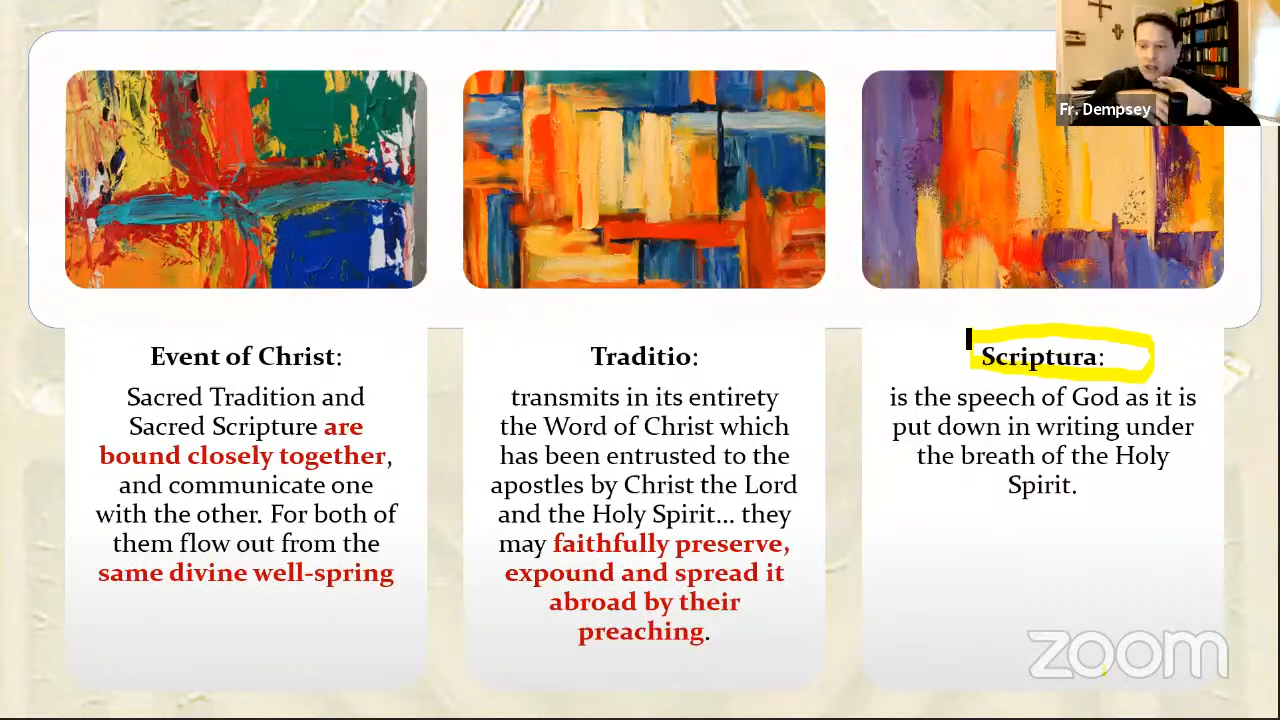 Fr. Dempsey
Event of Christ:
Sacred Tradition and
Sacred Scripture are
bound closely together,
and communicate one
with the other. For both of
them flow out from the
same divine well-spring
Traditio:
transmits in its entirety
the Word of Christ which
has been entrusted to the
apostles by Christ the Lord
and the Holy Spirit... they
may faithfully preserve,
expound and spread it
abroad by their
preaching.
Scriptura:
is the speech of God as it is
put down in writing under
the breath of the Holy
Spirit.
zoom